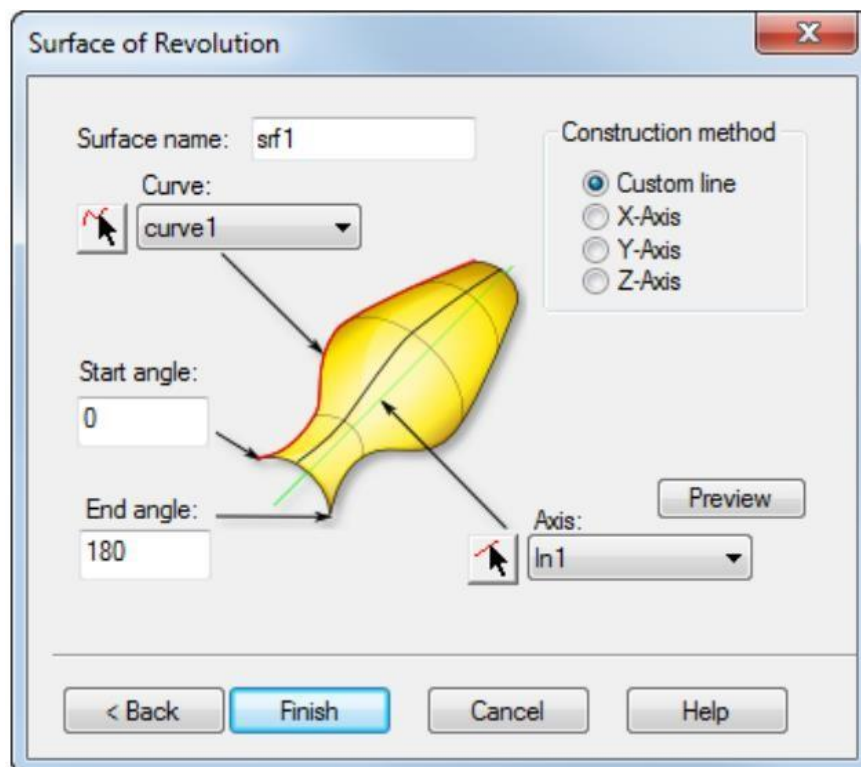 Surface of Revolution
Surface name: srf1
Construction method
Custom line
X-Axis
Y-Axis
Z-Axis
Curve:
curve1
Start angle:
0
End angle:
180
Preview
Axis:
ln1
< Back
Finish
Cancel
Help